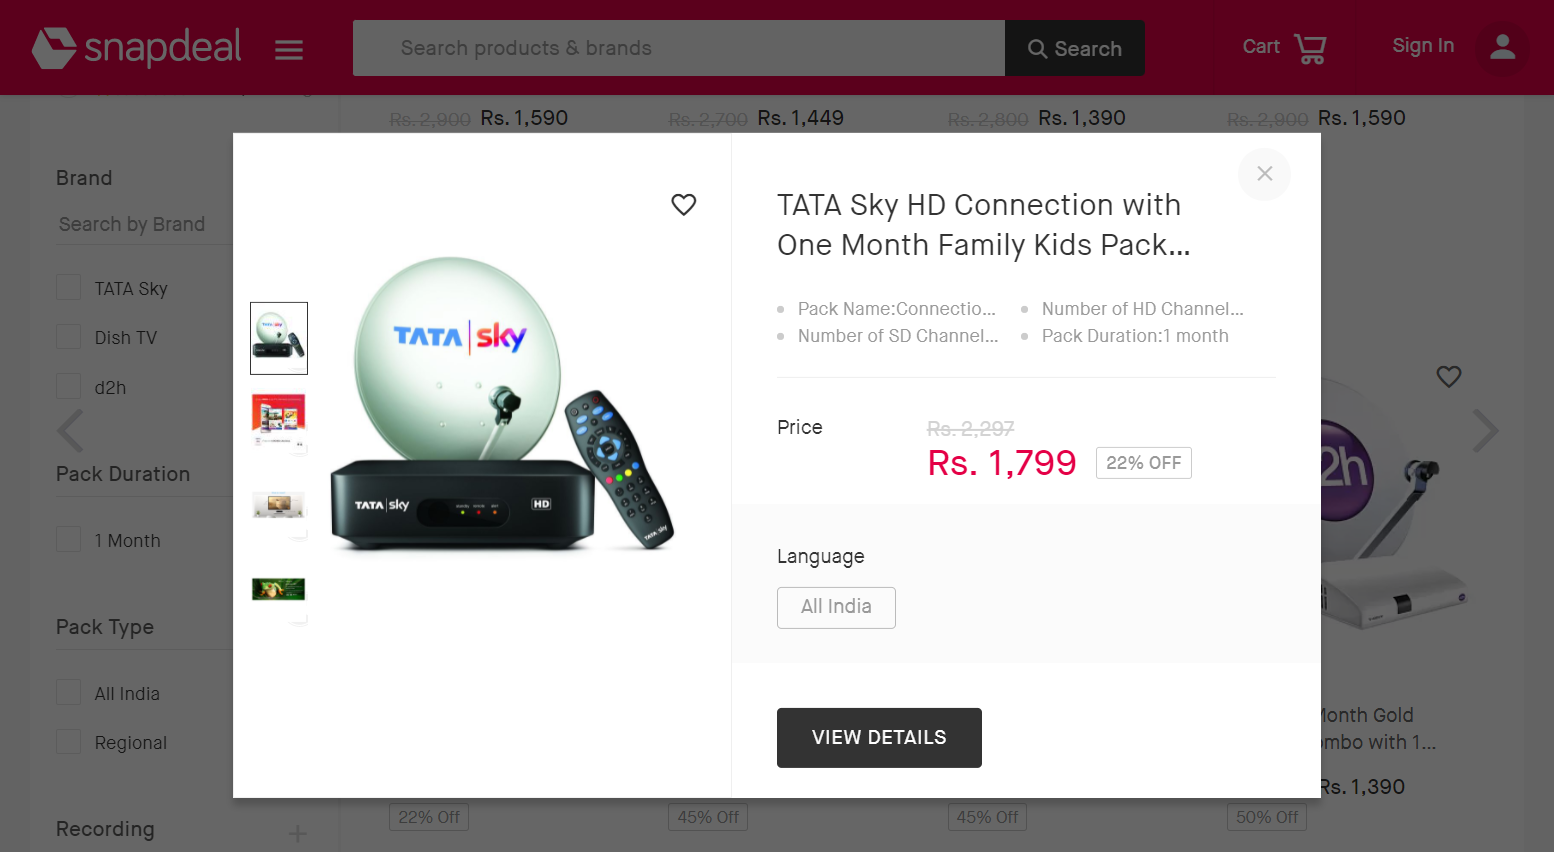 snapdeal
Search products & brands
Search
Cart
Sign In
Rs. 2,900 Rs. 1,590
Rs. 2,700 Rs. 1,449
Rs. 2,800 Rs. 1,390
Rs. 2,900 Rs. 1,590
Brand
Search by Brand
TATA Sky
Dish TV
d2h
Pack Duration
1 Month
Pack Type
All India
Regional
Recording
TATA sky
TATA sky
HD
TATA sky
TATA Sky HD Connection with
One Month Family Kids Pack...
Pack Name:Connectio...
Number of HD Channel...
Number of SD Channel...
Pack Duration:1 month
Price
Rs. 2,297
Rs. 1,799
22% OFF
Language
All India
VIEW DETAILS
2h
Month Gold
ombo with 1...
Rs. 1,390
22% Off
45% Off
45% Off
50% Off